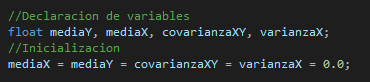 //Declaracion de variables
float mediaY, mediaX, covarianzaXY, varianzaX;
//Inicializacion
mediaX = mediaY = covarianzaXY = varianzaX = 0.0;